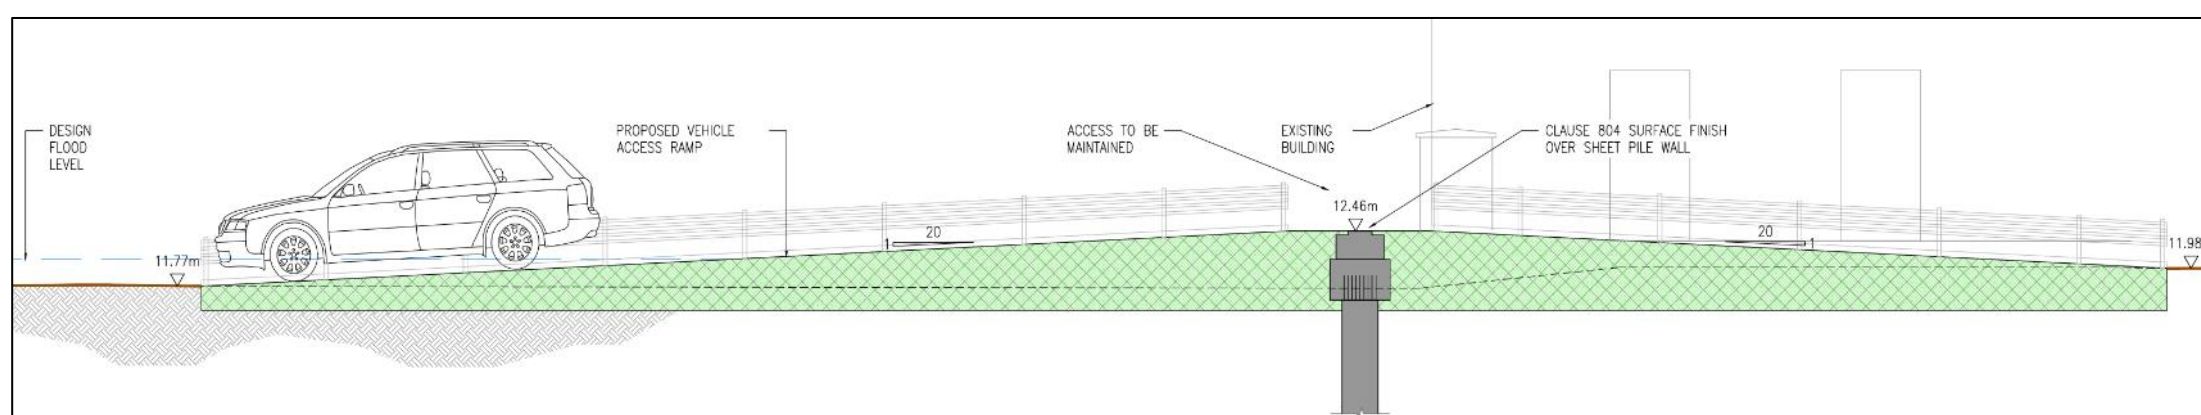 DESIGN
FLOOD
LEVEL
11.77m
PROPOSED VEHICLE
ACCESS RAMP
1
20
ACCESS TO BE
MAINTAINED
12.46m
EXISTING
BUILDING
CLAUSE 804 SURFACE FINISH
OVER SHEET PILE WALL
20
1
11.98